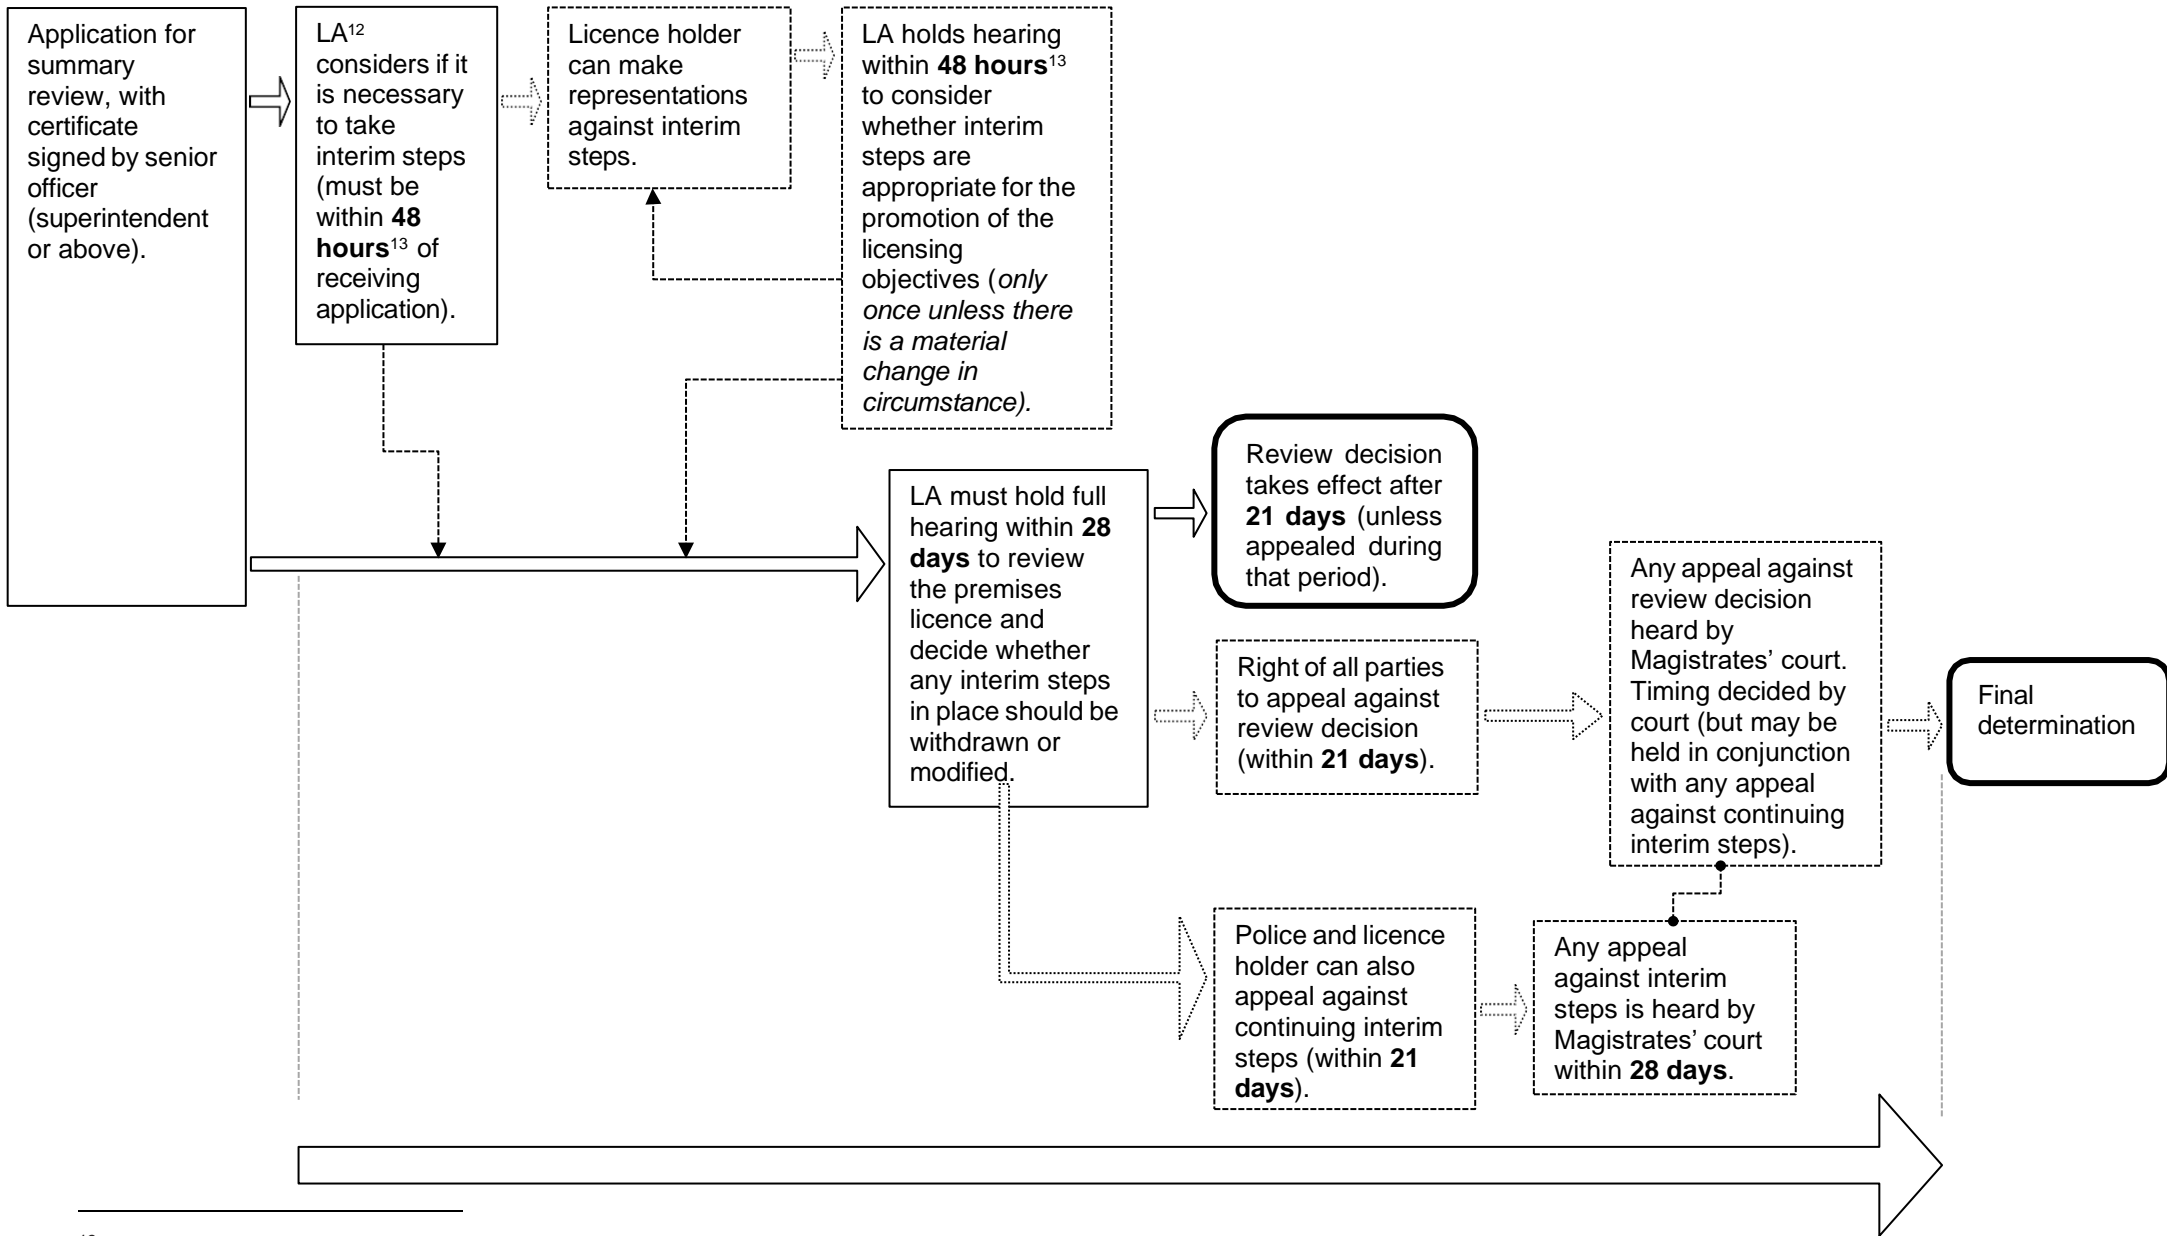 Application for
summary
review, with
certificate
signed by senior
officer
(superintendent
or above).
LA12
considers if it
is necessary
to take
interim steps
(must be
within 48
hours13 of
receiving
application).
Licence holder
can make
representations
against interim
steps.
LA holds hearing
within 48 hours13
to consider
whether interim
steps are
appropriate for the
promotion of the
licensing
objectives (only
once unless there
is a material
change in
circumstance).
LA must hold full
hearing within 28
days to review
the premises
licence and
decide whether
any interim steps
in place should be
withdrawn or
modified.
Review decision
takes effect after
21 days (unless
appealed during
that period).
Right of all parties
to appeal against
review decision
(within 21 days).
Any appeal against
review decision
heard by
Magistrates’ court.
Timing decided by
court (but may be
held in conjunction
with any appeal
against continuing
interim steps).
Final
determination
Police and licence
holder can also
appeal against
continuing interim
steps (within 21
days).
Any appeal
against interim
steps is heard by
Magistrates’ court
within 28 days.